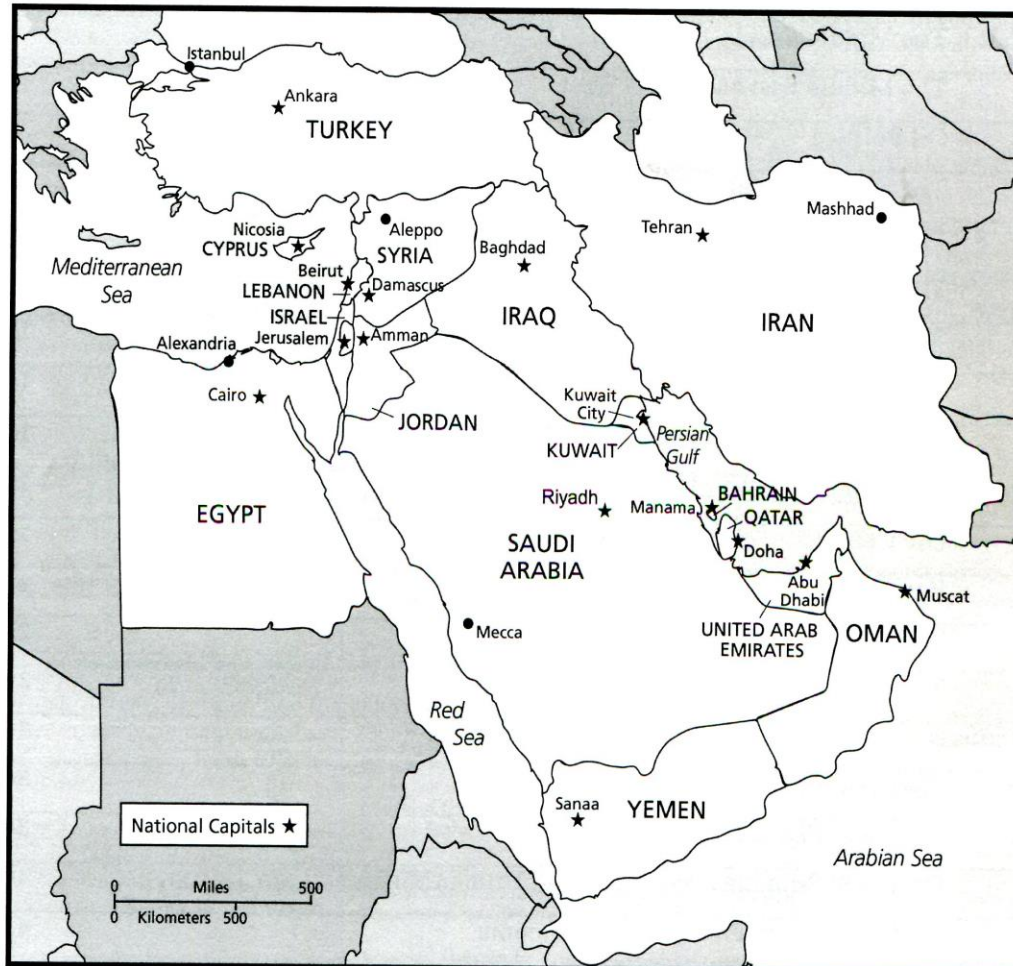 Istanbul
Ankara
TURKEY
Mashhad
Tehran
Nicosia
CYPRUS
Aleppo
SYRIA
Baghdad
Mediterranean
Sea
Beirut
LEBANON
Damascus
ISRAEL
IRAQ
IRAN
Jerusalem
Amman
Alexandria
Cairo
Kuwait
City
JORDAN
KUWAIT
Persian
Gulf
EGYPT
Riyadh
Manama
BAHRAIN
QATAR
SAUDI
ARABIA
Doha
Abu
Dhabi
Muscat
Mecca
UNITED ARAB
EMIRATES
OMAN
Red
Sea
Sanaa
YEMEN
National Capitals
Arabian Sea
0 Miles 500
0 Kilometers 500